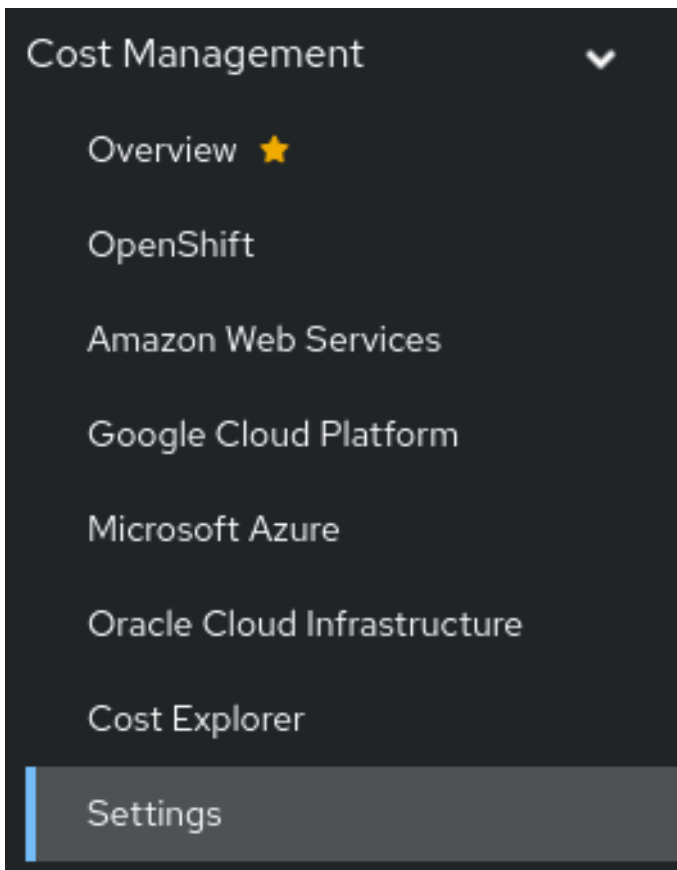 Cost Management
Overview
OpenShift
Amazon Web Services
Google Cloud Platform
Microsoft Azure
Oracle Cloud Infrastructure
Cost Explorer
Settings